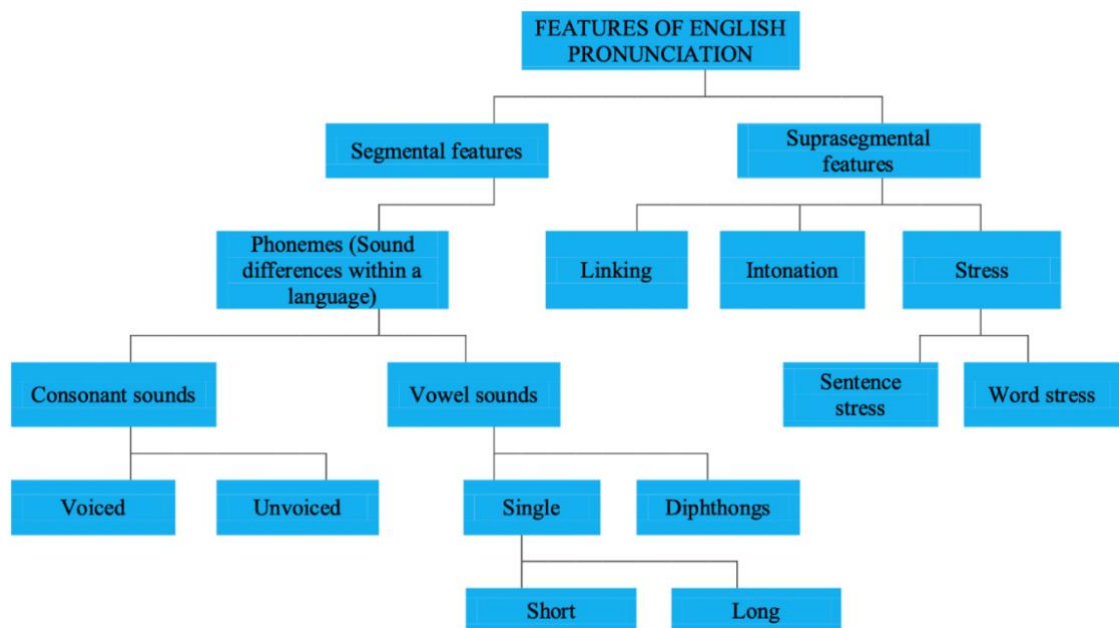 FEATURES OF ENGLISH
PRONUNCIATION
Segmental features
Suprasegmental
features
Phonemes (Sound
differences within a
language)
Linking
Intonation
Stress
Consonant sounds
Vowel sounds
Sentence
stress
Word stress
Voiced
Unvoiced
Single
Diphthongs
Short
Long